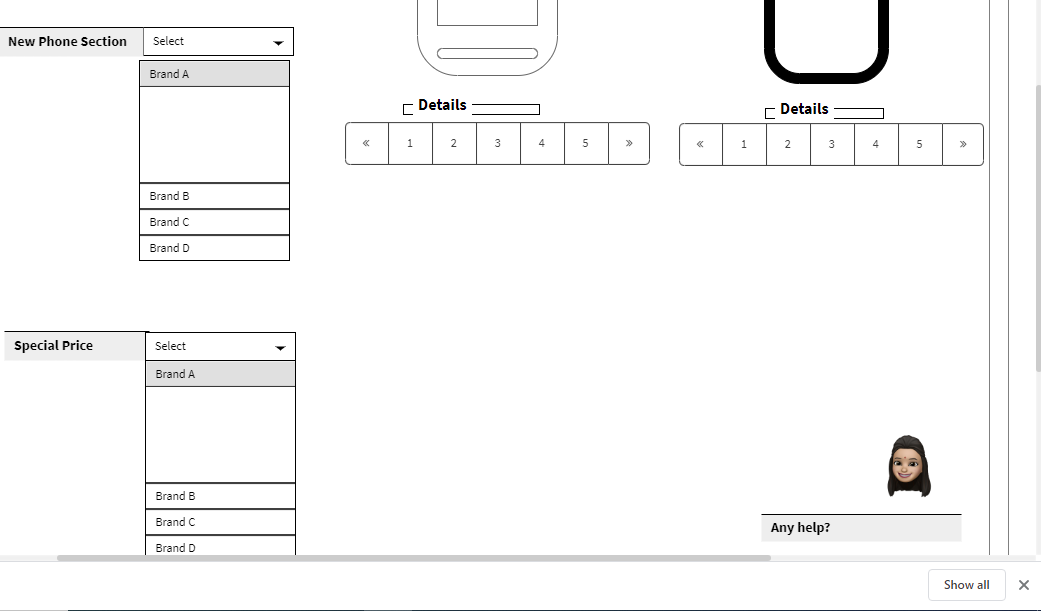 New Phone Section
Select
Brand A
Brand B
Brand C
Brand D
Details
« 1 2 3 4 5 »
Details
« 1 2 3 4 5 »
Special Price
Select
Brand A
Brand B
Brand C
Brand D
Any help?
Show all